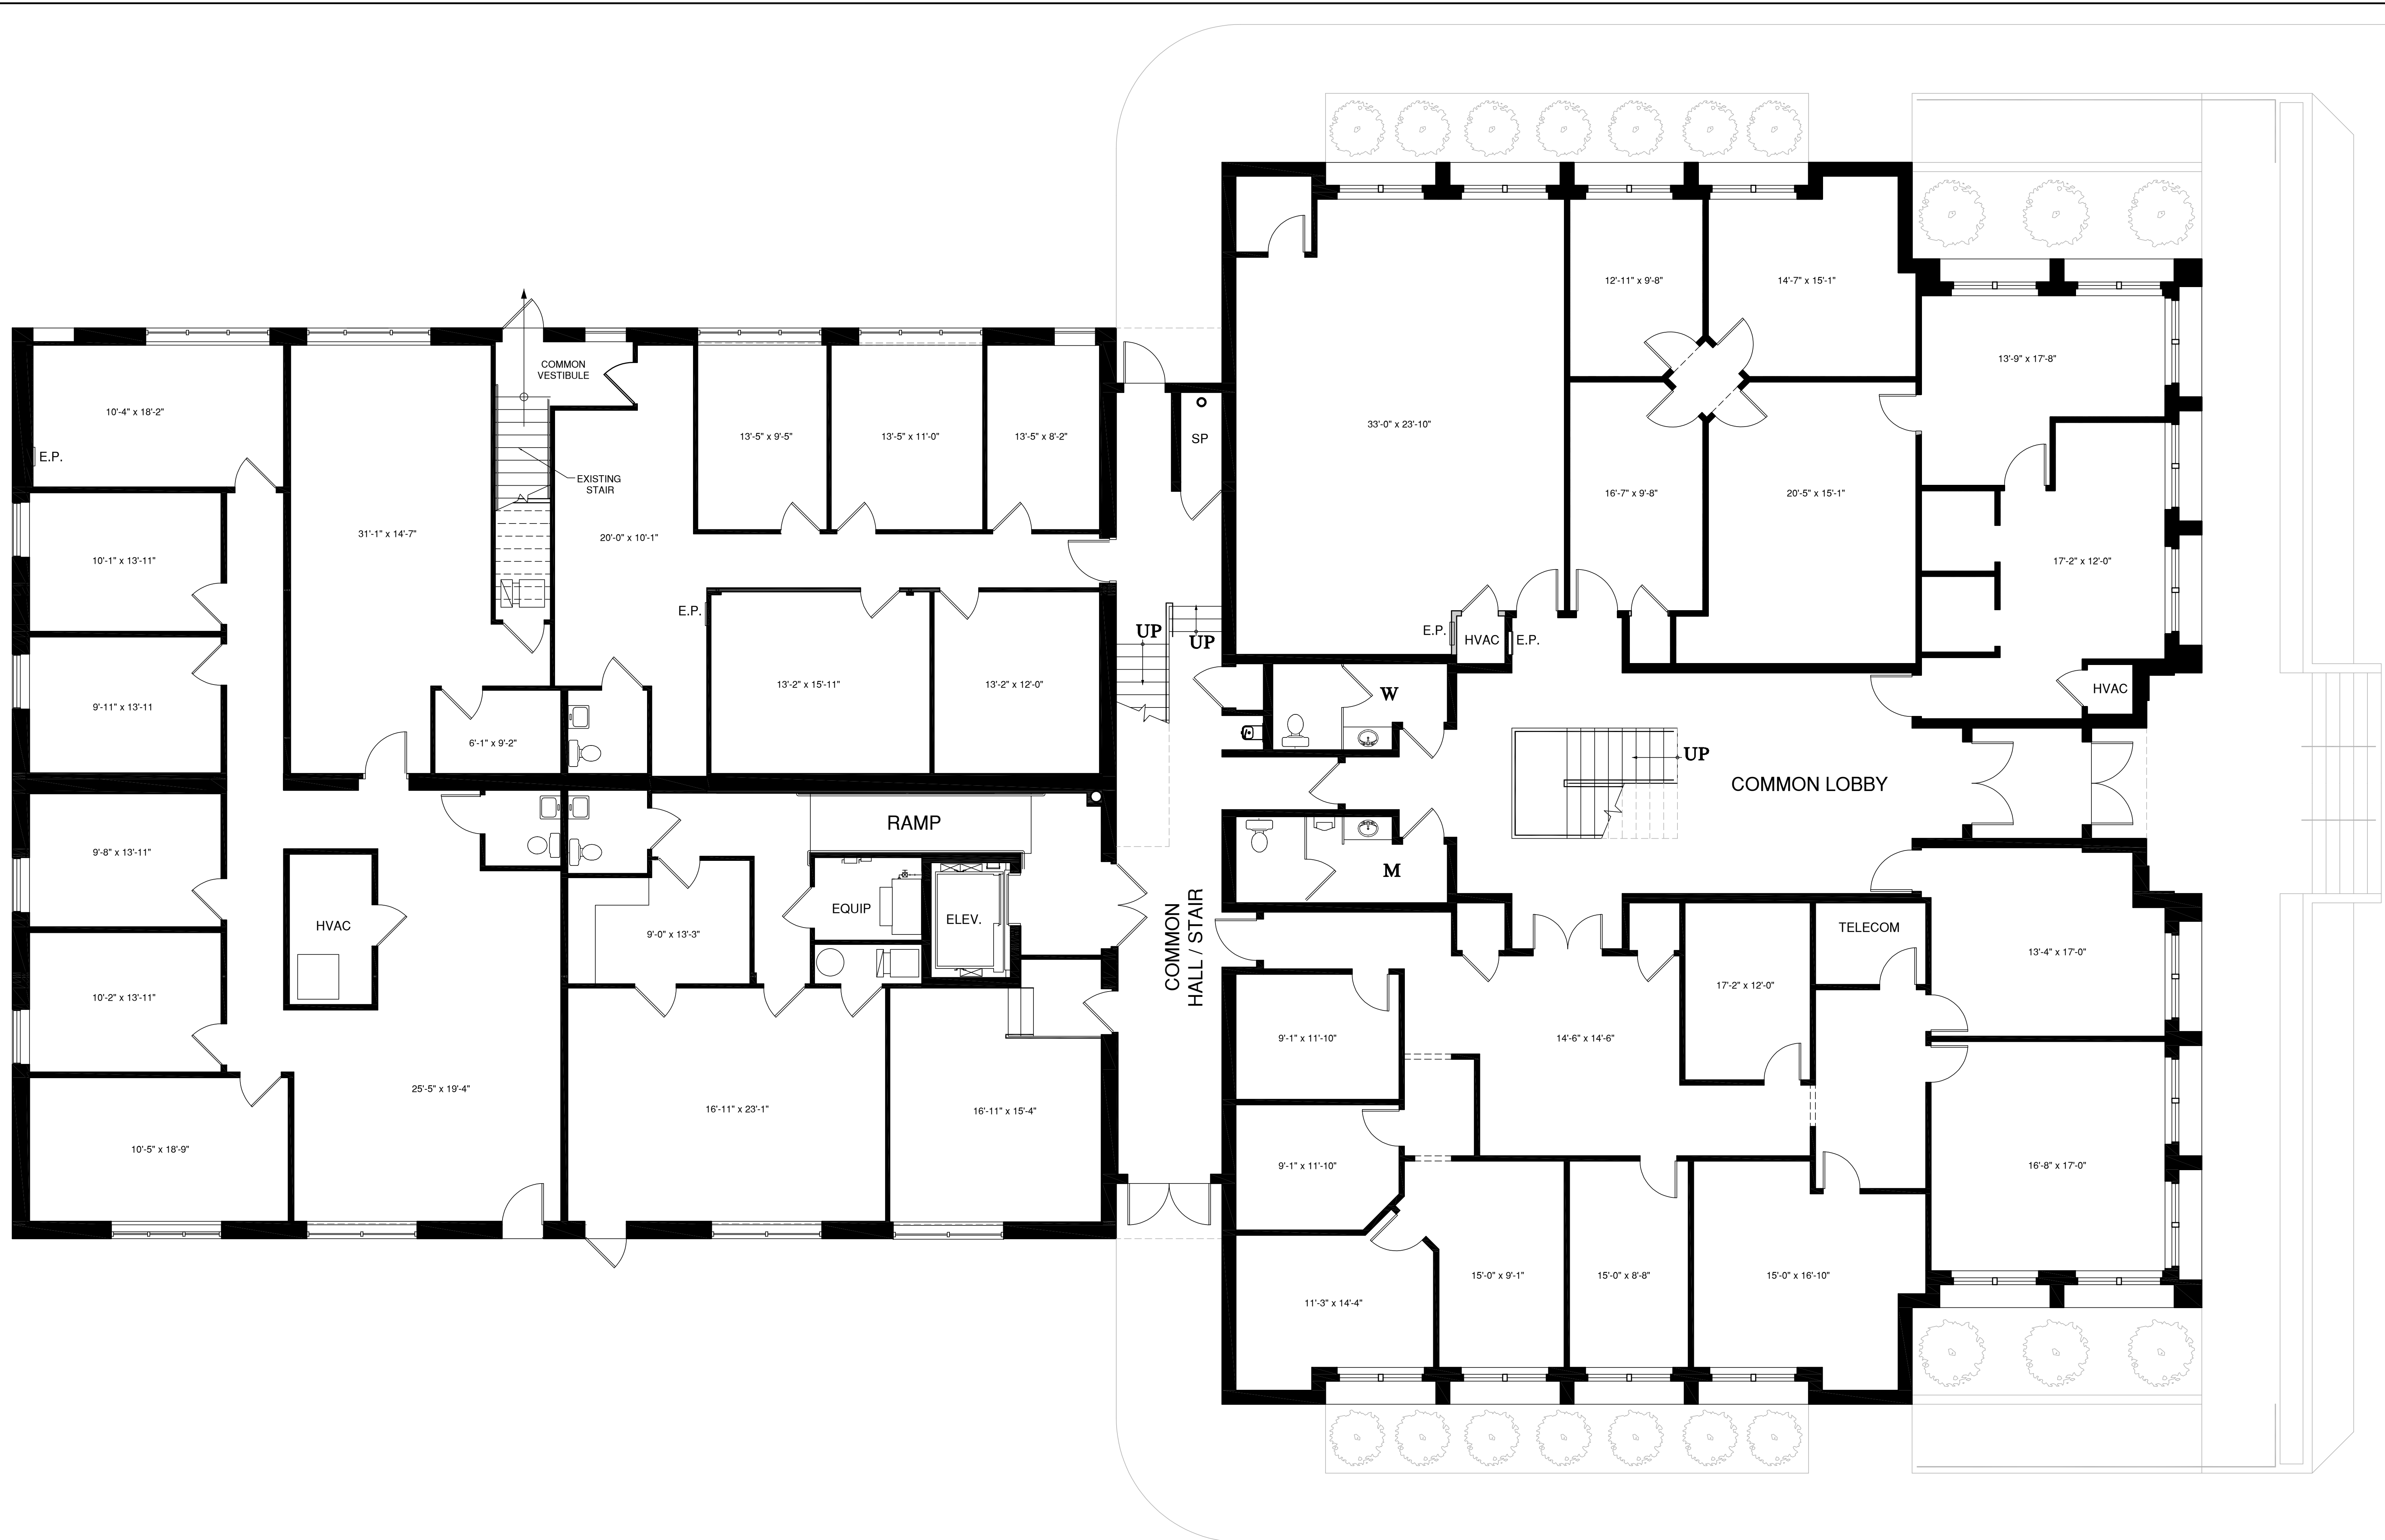 12'-11" x 9'-8"
14'-7" x 15'-1"
13'-9" x 17'-8"
COMMON
VESTIBULE
10'-4" x 18'-2"
E.P.
13'-5" x 9'-5"
13'-5" x 11'-0"
13'-5" x 8'-2"
SP
33'-0" x 23'-10"
EXISTING
STAIR
16'-7" x 9'-8"
20'-5" x 15'-1"
31'-1" x 14'-7"
20'-0" x 10'-1"
10'-1" x 13'-11"
17'-2" x 12'-0"
E.P.
UP
UP
E.P.
HVAC
E.P.
13'-2" x 15'-11"
13'-2" x 12'-0"
W
HVAC
9'-11" x 13'-11
6'-1" x 9'-2"
UP
COMMON LOBBY
RAMP
9'-8" x 13'-11"
M
HVAC
EQUIP
ELEV.
9'-0" x 13'-3"
COMMON
HALL / STAIR
TELECOM
13'-4" x 17'-0"
10'-2" x 13'-11"
17'-2" x 12'-0"
9'-1" x 11'-10"
14'-6" x 14'-6"
25'-5" x 19'-4"
16'-11" x 23'-1"
16'-11" x 15'-4"
10'-5" x 18'-9"
9'-1" x 11'-10"
16'-8" x 17'-0"
11'-3" x 14'-4"
15'-0" x 9'-1"
15'-0" x 8'-8"
15'-0" x 16'-10"